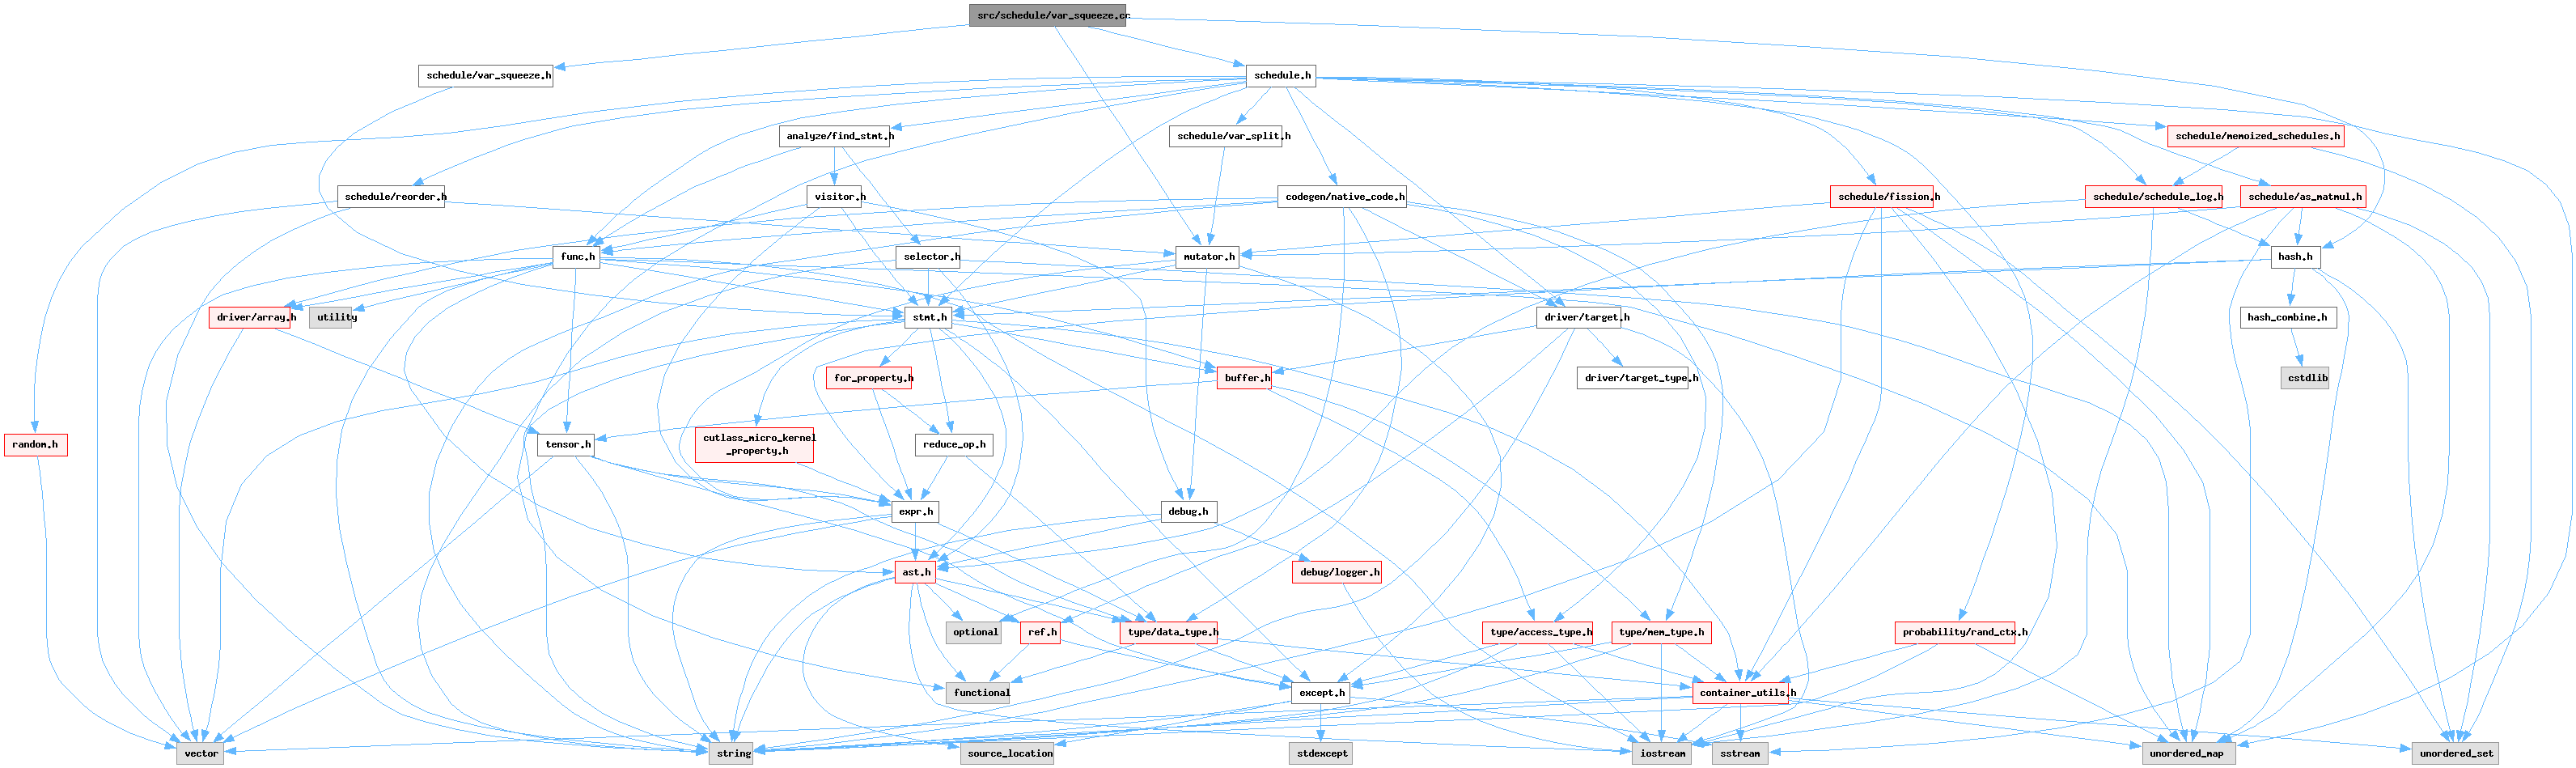 src/schedule/var_squeeze.cc
schedule/var_squeeze.h
schedule.h
analyze/find_stmt.h
schedule/var_split.h
schedule/memoized_schedules.h
schedule/reorder.h
visitor.h
codegen/native_code.h
schedule/fission.h
schedule/schedule_log.h
schedule/as_matmul.h
func.h
selector.h
mutator.h
hash.h
driver/array.h
utility
stmt.h
driver/target.h
hash_combine.h
for_property.h
buffer.h
driver/target_type.h
cstdlib
random.h
cutlass_micro_kernel
_property.h
tensor.h
reduce_op.h
expr.h
debug.h
ast.h
debug/logger.h
optional
ref.h
type/data_type.h
type/access_type.h
type/mem_type.h
probability/rand_ctx.h
functional
except.h
container_utils.h
vector
string
source_location
stdexcept
iostream
sstream
unordered_map
unordered_set